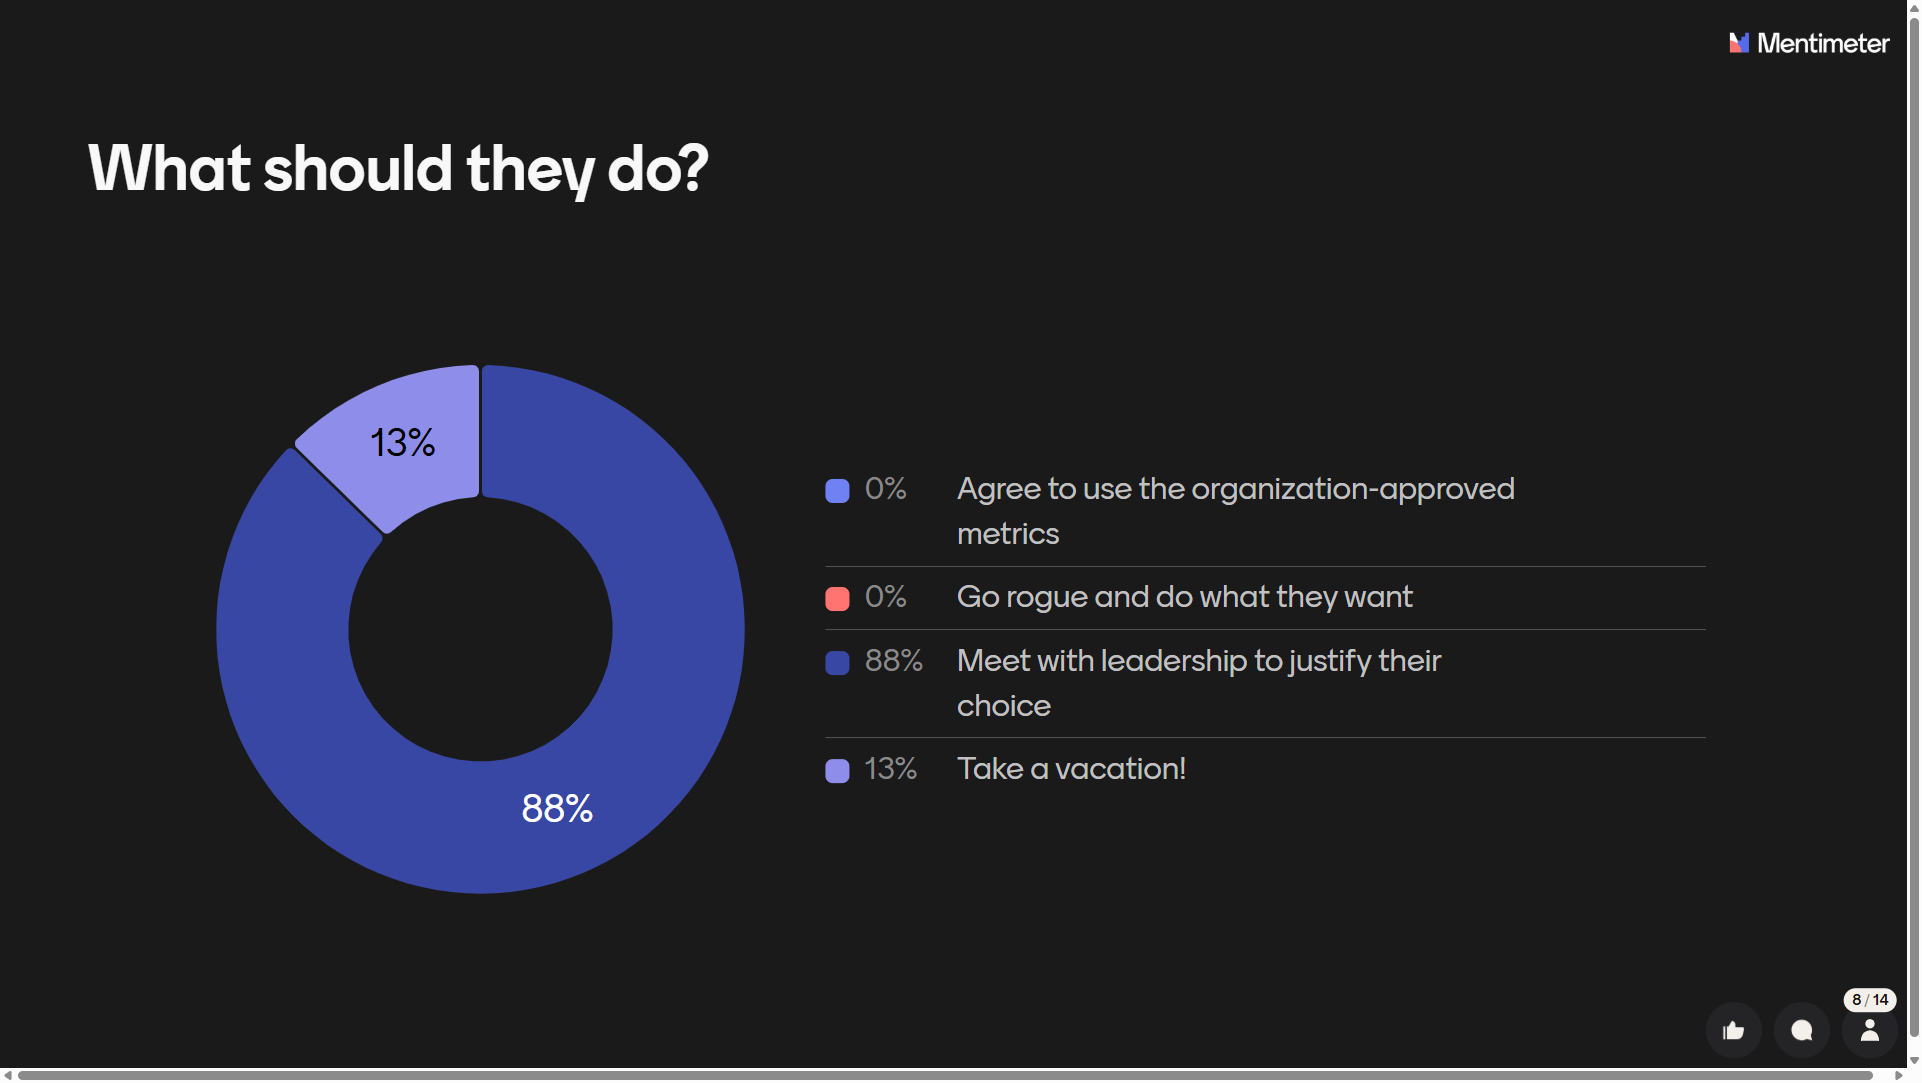 Mentimeter
What should they do?
13%
88%
0% Agree to use the organization-approved
metrics
0% Go rogue and do what they want
88% Meet with leadership to justify their
choice
13% Take a vacation!
8 / 14